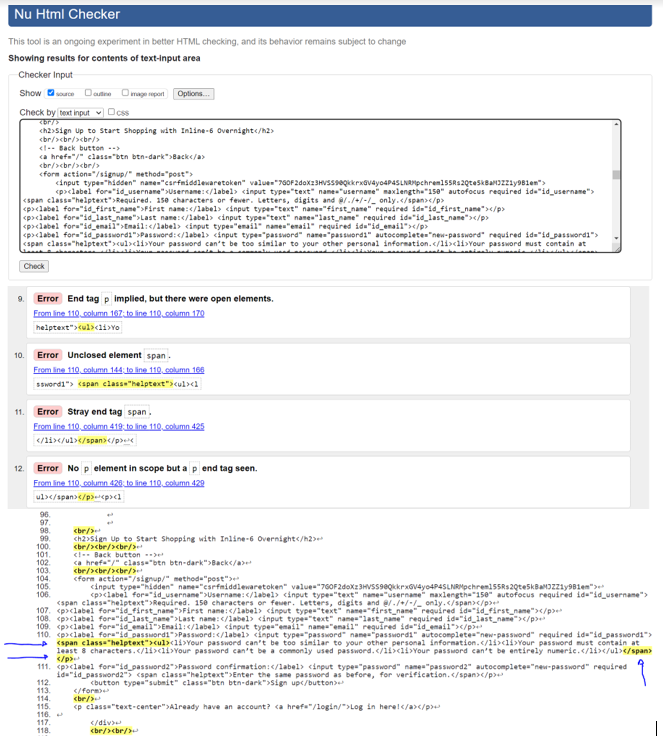 Nu Html Checker
This tool is an ongoing experiment in better HTML checking, and its behavior remains subject to change
Showing results for contents of text-input area
Checker Input
Show source outline image report Options...
Check by text input CSS
<br/>
<h2>Sign Up to Start Shopping with Inline-6 Overnight</h2>
<br/><br/><br/>
<!-- Back button -->
<a href="/" class="btn btn-dark">Back</a>
<br/><br/><br/>
<form action="/signup/" method="post">
<input type="hidden" name="csrfmiddlewaretoken" value="7GOF2doXz3HVSS90QkkrxGV4yo4P4SLNRMpchreml55Rs2Qte5kBaMJZZ1y9B1em">
<p><label for="id_username">Username:</label> <input type="text" name="username" maxlength="150" autofocus required id="id_username">
<span class="helptext">Required. 150 characters or fewer. Letters, digits and @/./+/-/_ only.</span></p>
<p><label for="id_first_name">First name:</label> <input type="text" name="first_name" required id="id_first_name"></p>
<p><label for="id_last_name">Last name:</label> <input type="text" name="last_name" required id="id_last_name"></p>
<p><label for="id_email">Email:</label> <input type="email" name="email" required id="id_email"></p>
<p><label for="id_password1">Password:</label> <input type="password" name="password1" autocomplete="new-password" required id="id_password1">
<span class="helptext"><ul><li>Your password can't be too similar to your other personal information.</li><li>Your password must contain at
Check
9. Error End tag p implied, but there were open elements.
From line 110, column 167; to line 110, column 170
helptext"><ul><li>Yo
10. Error Unclosed element span.
From line 110, column 144; to line 110, column 166
ssword1"> <span class="helptext"><ul><l
11. Error Stray end tag span.
From line 110, column 419; to line 110, column 425
</li></ul></span></p>↩<
12. Error No p element in scope but a p end tag seen.
From line 110, column 426; to line 110, column 429
ul></span></p>↩<p><l
96. ↩
97. ↩
98. <br/>↩
99. <h2>Sign Up to Start Shopping with Inline-6 Overnight</h2>↩
100. <br/><br/><br/>↩
101. <!-- Back button -->↩
102. <a href="/" class="btn btn-dark">Back</a>↩
103. <br/><br/><br/>↩
104. <form action="/signup/" method="post">↩
105. <input type="hidden" name="csrfmiddlewaretoken" value="7GOF2doXz3HVSS90QkkrxGV4yo4P4SLNRMpchreml55Rs2Qte5kBaMJZZ1y9B1em">↩
106. <p><label for="id_username">Username:</label> <input type="text" name="username" maxlength="150" autofocus required id="id_username">
<span class="helptext">Required. 150 characters or fewer. Letters, digits and @/./+/-/_ only.</span></p>↩
107. <p><label for="id_first_name">First name:</label> <input type="text" name="first_name" required id="id_first_name"></p>↩
108. <p><label for="id_last_name">Last name:</label> <input type="text" name="last_name" required id="id_last_name"></p>↩
109. <p><label for="id_email">Email:</label> <input type="email" name="email" required id="id_email"></p>↩
110. <p><label for="id_password1">Password:</label> <input type="password" name="password1" autocomplete="new-password" required id="id_password1">
<span class="helptext"><ul><li>Your password can't be too similar to your other personal information.</li><li>Your password must contain at
least 8 characters.</li><li>Your password can't be a commonly used password.</li><li>Your password can't be entirely numeric.</li></ul></span>
</p>↩
111. <p><label for="id_password2">Password confirmation:</label> <input type="password" name="password2" autocomplete="new-password" required
id="id_password2"> <span class="helptext">Enter the same password as before, for verification.</span></p>↩
112. <button type="submit" class="btn btn-dark">Sign up</button>↩
113. </form>↩
114. <br/>↩
115. <p class="text-center">Already have an account? <a href="/login/">Log in here!</a></p>↩
116. ↩
117. </div>↩
118. <br/><br/>↩